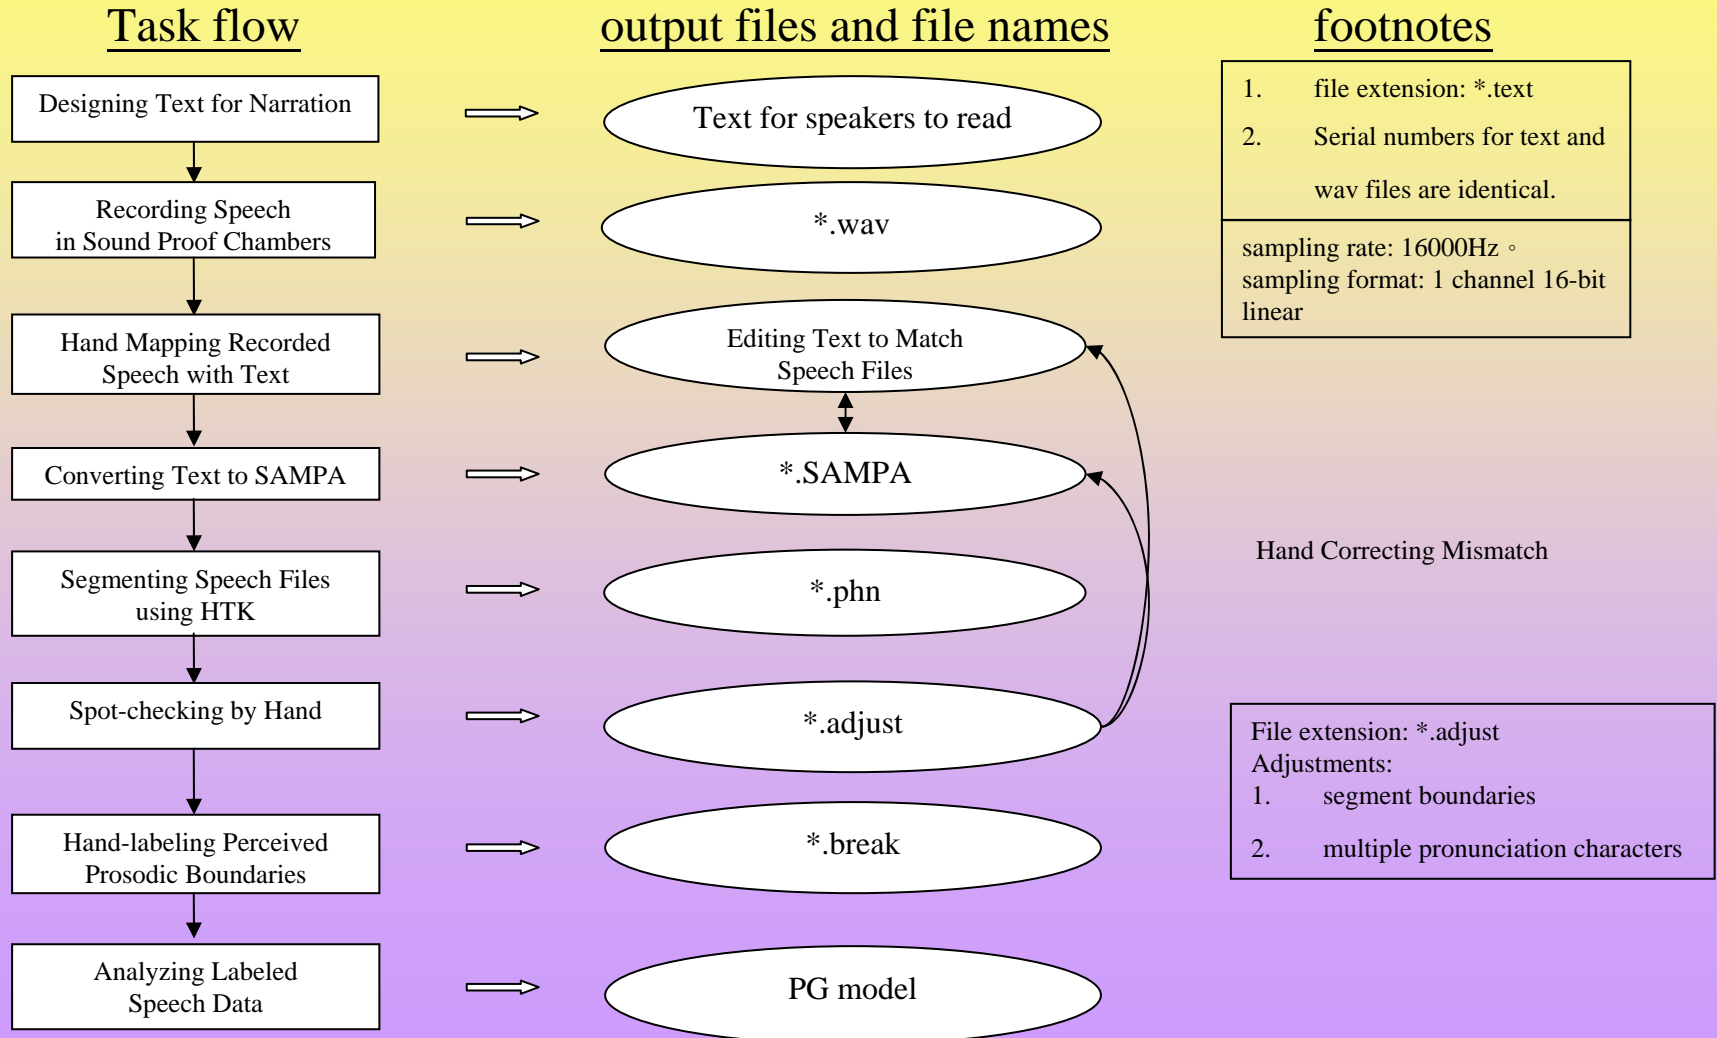 Task flow
output files and file names
footnotes
Designing Text for Narration
Text for speakers to read
1. file extension: *.text
2. Serial numbers for text and
wav files are identical.
Recording Speech
in Sound Proof Chambers
*.wav
sampling rate: 16000Hz。
sampling format: 1 channel 16-bit
linear
Hand Mapping Recorded
Speech with Text
Editing Text to Match
Speech Files
Converting Text to SAMPA
*.SAMPA
Hand Correcting Mismatch
Segmenting Speech Files
using HTK
*.phn
Spot-checking by Hand
*.adjust
File extension: *.adjust
Adjustments:
1. segment boundaries
2. multiple pronunciation characters
Hand-labeling Perceived
Prosodic Boundaries
*.break
Analyzing Labeled
Speech Data
PG model